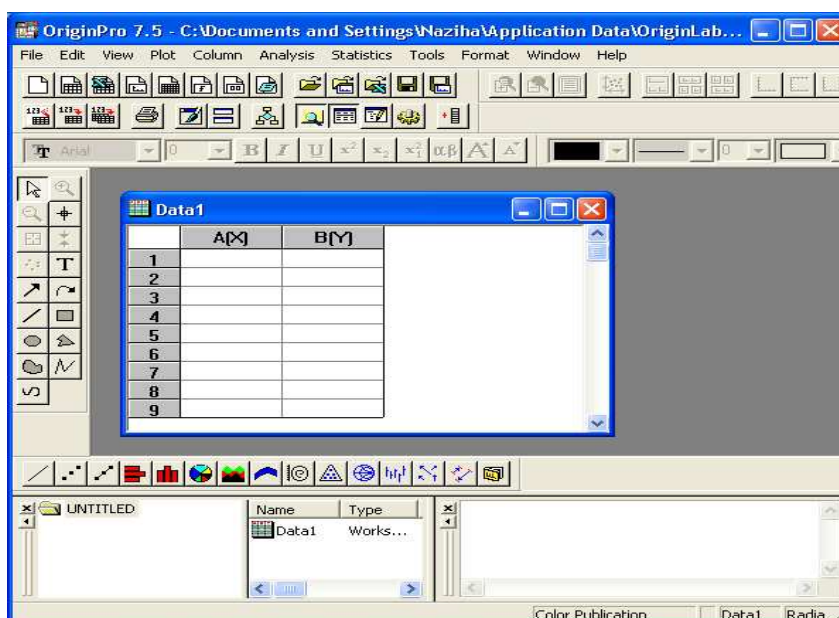 OriginPro 7.5 - C:\Documents and Settings\Naziha\Application Data\OriginLab...
File Edit View Plot Column Analysis Statistics Tools Format Window Help
Arial 0 B I U x² x₂ αβ A A 0
Data1
A(X) B(Y)
1
2
3
4
5
6
7
8
9
T
UNTITLED
Name Type
Data1 Works...
Color Publication Data1 Radia